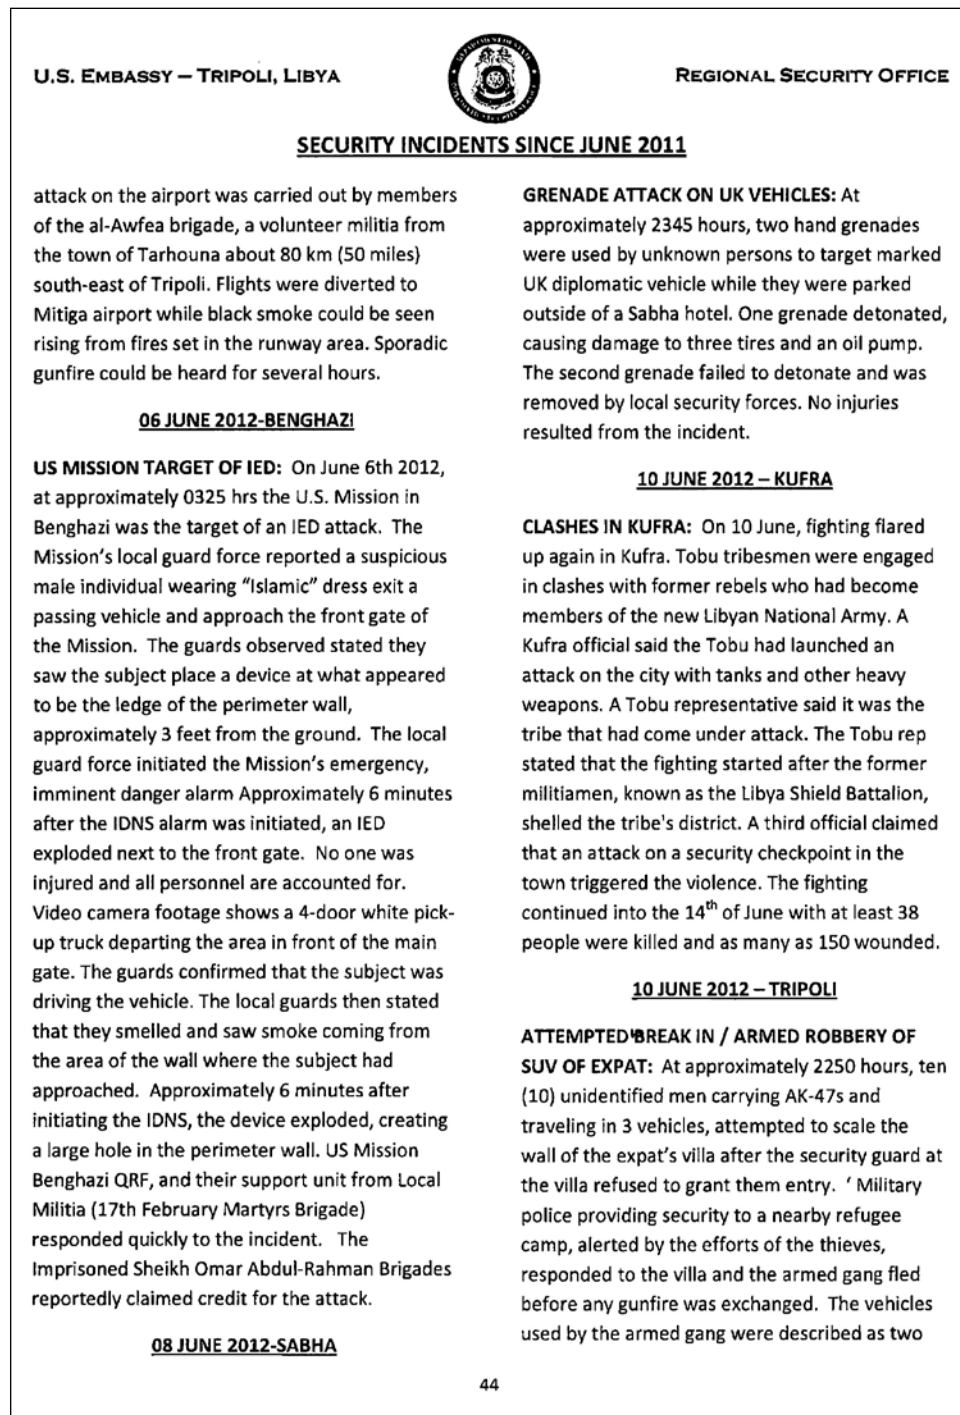 U.S. EMBASSY – TRIPOLI, LIBYA
REGIONAL SECURITY OFFICE
SECURITY INCIDENTS SINCE JUNE 2011
attack on the airport was carried out by members
of the al-Awfea brigade, a volunteer militia from
the town of Tarhouna about 80 km (50 miles)
south-east of Tripoli. Flights were diverted to
Mitiga airport while black smoke could be seen
rising from fires set in the runway area. Sporadic
gunfire could be heard for several hours.
06 JUNE 2012-BENGHAZI
US MISSION TARGET OF IED: On June 6th 2012,
at approximately 0325 hrs the U.S. Mission in
Benghazi was the target of an IED attack. The
Mission's local guard force reported a suspicious
male individual wearing "Islamic" dress exit a
passing vehicle and approach the front gate of
the Mission. The guards observed stated they
saw the subject place a device at what appeared
to be the ledge of the perimeter wall,
approximately 3 feet from the ground. The local
guard force initiated the Mission's emergency,
imminent danger alarm Approximately 6 minutes
after the IDNS alarm was initiated, an IED
exploded next to the front gate. No one was
injured and all personnel are accounted for.
Video camera footage shows a 4-door white pick-
up truck departing the area in front of the main
gate. The guards confirmed that the subject was
driving the vehicle. The local guards then stated
that they smelled and saw smoke coming from
the area of the wall where the subject had
approached. Approximately 6 minutes after
initiating the IDNS, the device exploded, creating
a large hole in the perimeter wall. US Mission
Benghazi QRF, and their support unit from Local
Militia (17th February Martyrs Brigade)
responded quickly to the incident. The
Imprisoned Sheikh Omar Abdul-Rahman Brigades
reportedly claimed credit for the attack.
08 JUNE 2012-SABHA
GRENADE ATTACK ON UK VEHICLES: At
approximately 2345 hours, two hand grenades
were used by unknown persons to target marked
UK diplomatic vehicle while they were parked
outside of a Sabha hotel. One grenade detonated,
causing damage to three tires and an oil pump.
The second grenade failed to detonate and was
removed by local security forces. No injuries
resulted from the incident.
10 JUNE 2012 – KUFRA
CLASHES IN KUFRA: On 10 June, fighting flared
up again in Kufra. Tobu tribesmen were engaged
in clashes with former rebels who had become
members of the new Libyan National Army. A
Kufra official said the Tobu had launched an
attack on the city with tanks and other heavy
weapons. A Tobu representative said it was the
tribe that had come under attack. The Tobu rep
stated that the fighting started after the former
militiamen, known as the Libya Shield Battalion,
shelled the tribe's district. A third official claimed
that an attack on a security checkpoint in the
town triggered the violence. The fighting
continued into the 14th of June with at least 38
people were killed and as many as 150 wounded.
10 JUNE 2012 – TRIPOLI
ATTEMPTED BREAK IN / ARMED ROBBERY OF
SUV OF EXPAT: At approximately 2250 hours, ten
(10) unidentified men carrying AK-47s and
traveling in 3 vehicles, attempted to scale the
wall of the expat's villa after the security guard at
the villa refused to grant them entry. ' Military
police providing security to a nearby refugee
camp, alerted by the efforts of the thieves,
responded to the villa and the armed gang fled
before any gunfire was exchanged. The vehicles
used by the armed gang were described as two
44